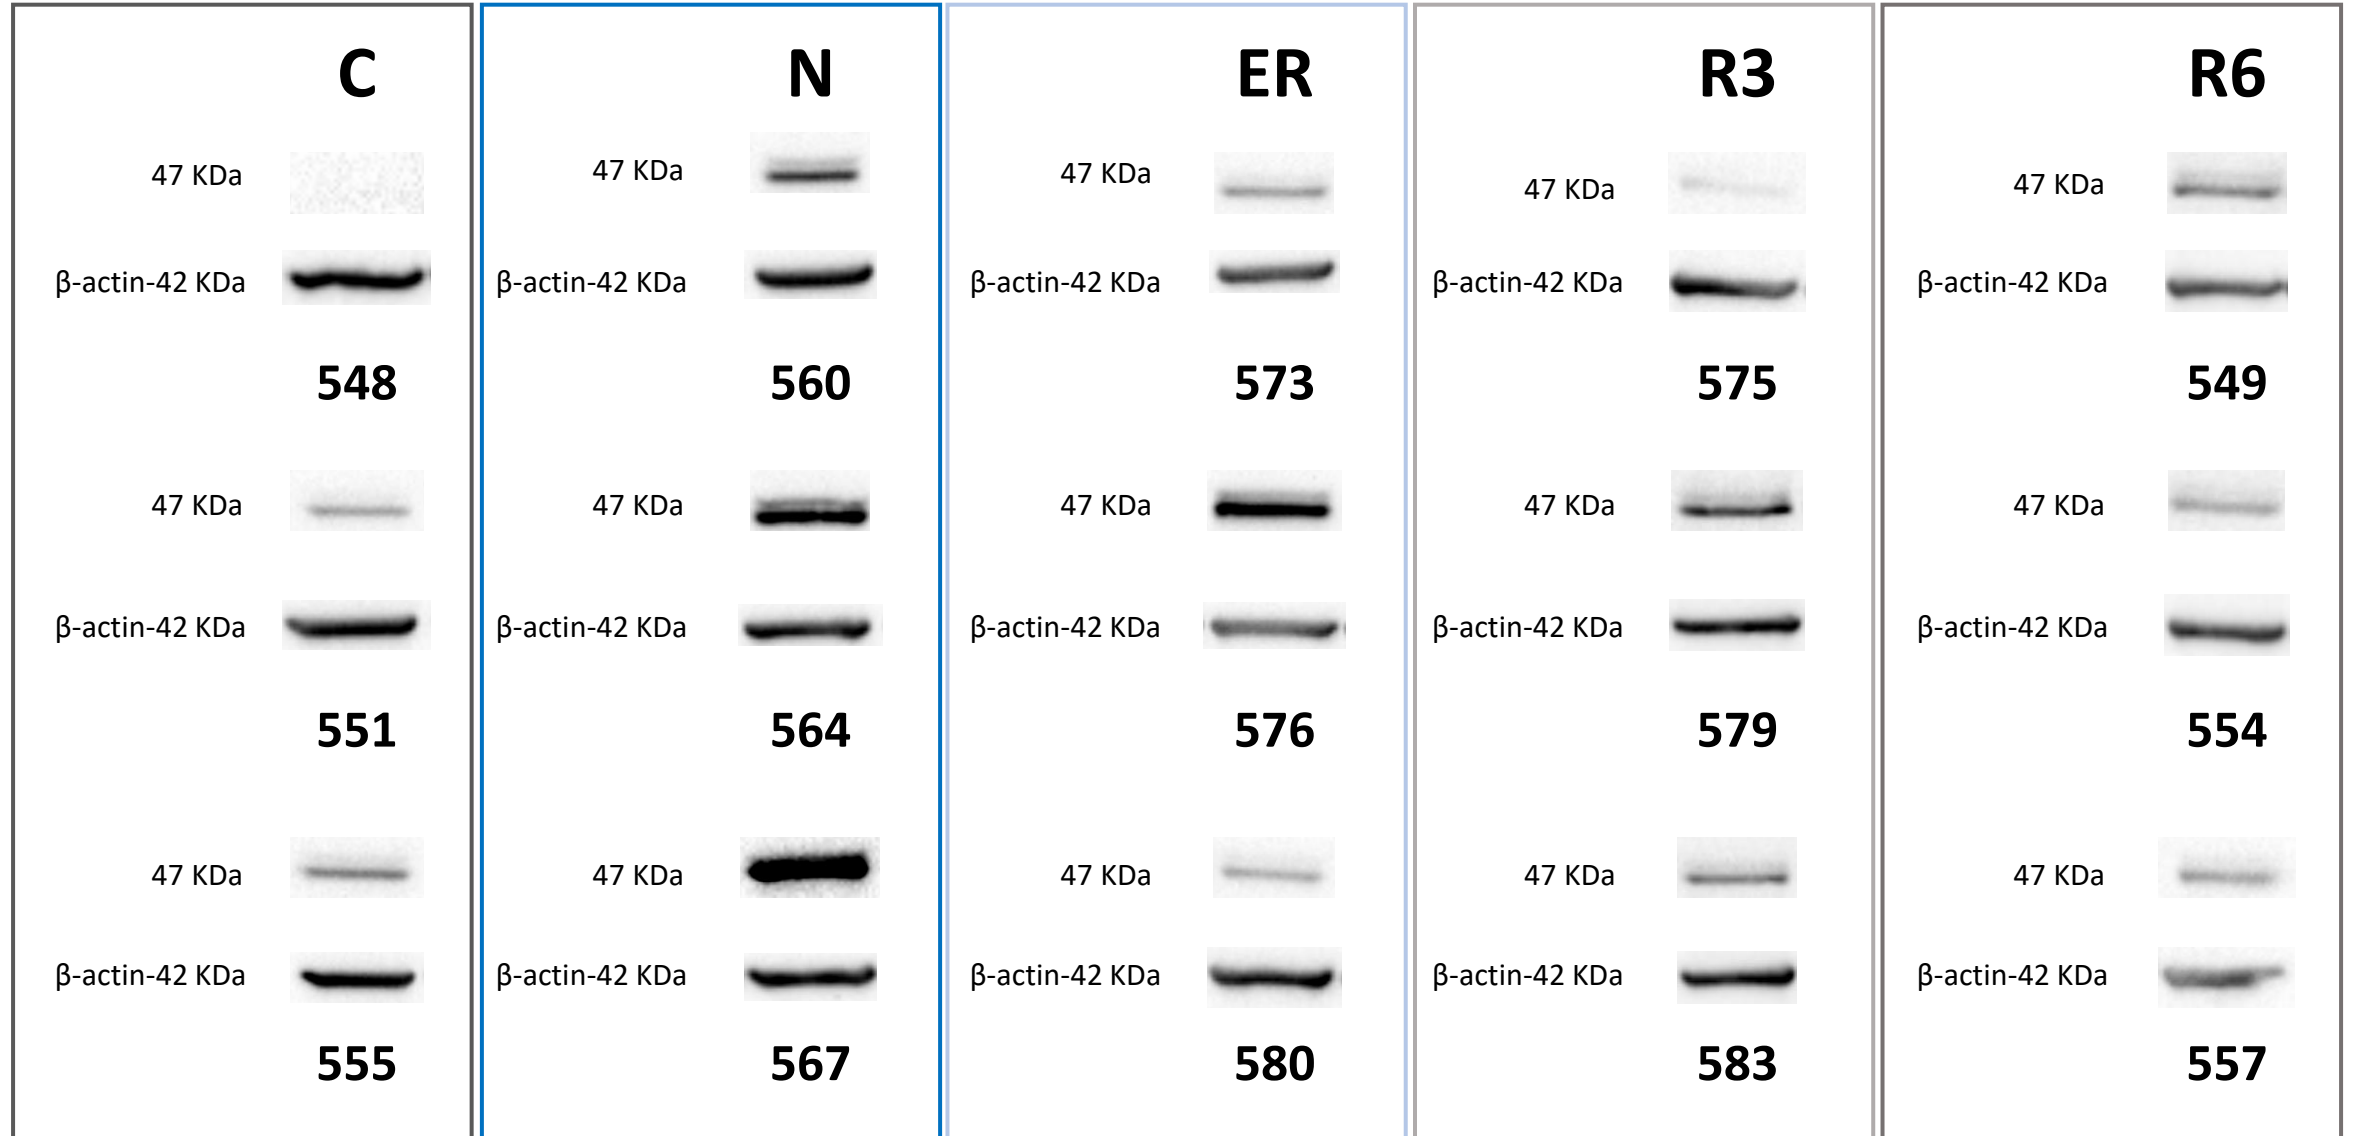 C
47 KDa
β-actin-42 KDa
548
47 KDa
β-actin-42 KDa
551
47 KDa
β-actin-42 KDa
555
N
47 KDa
β-actin-42 KDa
560
47 KDa
β-actin-42 KDa
564
47 KDa
β-actin-42 KDa
567
ER
47 KDa
β-actin-42 KDa
573
47 KDa
β-actin-42 KDa
576
47 KDa
β-actin-42 KDa
580
R3
47 KDa
β-actin-42 KDa
575
47 KDa
β-actin-42 KDa
579
47 KDa
β-actin-42 KDa
583
R6
47 KDa
β-actin-42 KDa
549
47 KDa
β-actin-42 KDa
554
47 KDa
β-actin-42 KDa
557